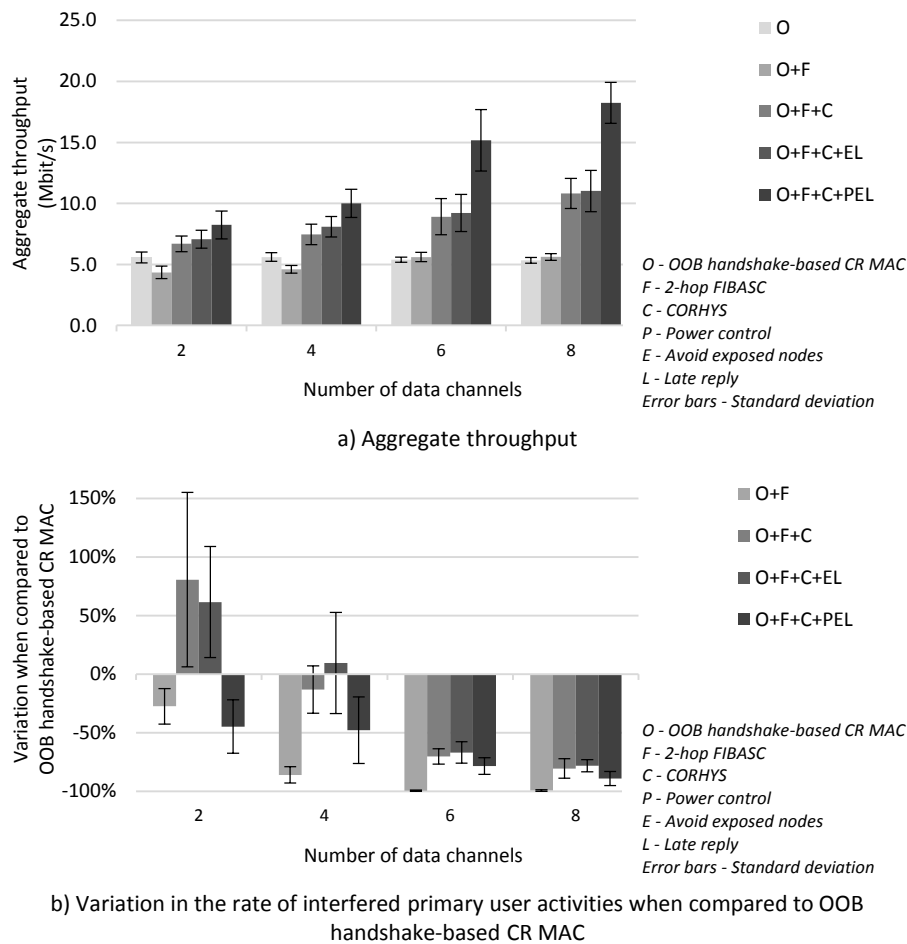 Aggregate throughput
(Mbit/s)
25.0
20.0
15.0
10.0
5.0
0.0
2
4
6
8
Number of data channels
O
O+F
O+F+C
O+F+C+EL
O+F+C+PEL
O - OOB handshake-based CR MAC
F - 2-hop FIBASC
C - CORHYS
P - Power control
E - Avoid exposed nodes
L - Late reply
Error bars - Standard deviation
a) Aggregate throughput
Variation when compared to
OOB handshake-based CR MAC
150%
100%
50%
0%
-50%
-100%
2
4
6
8
Number of data channels
O+F
O+F+C
O+F+C+EL
O+F+C+PEL
O - OOB handshake-based CR MAC
F - 2-hop FIBASC
C - CORHYS
P - Power control
E - Avoid exposed nodes
L - Late reply
Error bars - Standard deviation
b) Variation in the rate of interfered primary user activities when compared to OOB
handshake-based CR MAC